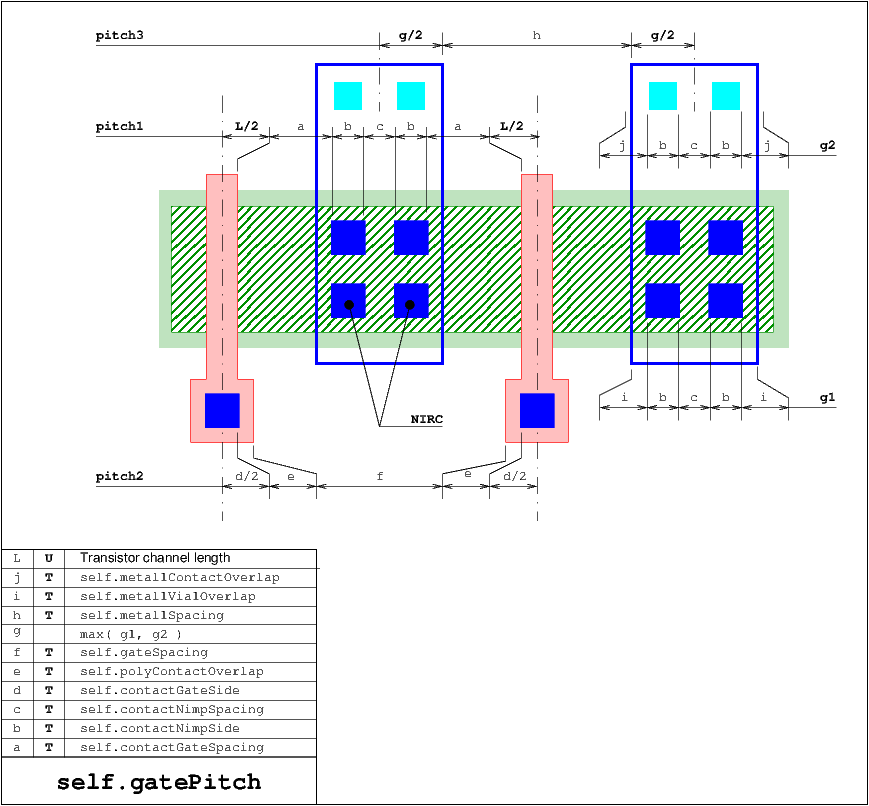 pitch3 g/2 h g/2
pitch1 L/2 a b c b a L/2
j b c b j g2
NIRC
i b c b i g1
pitch2 d/2 e f e d/2
L U Transistor channel length
j T self.metal1ContactOverlap
i T self.metal1Via1Overlap
h T self.metal1Spacing
g max( g1, g2 )
f T self.gateSpacing
e T self.polyContactOverlap
d T self.contactGateSide
c T self.contactNimpSpacing
b T self.contactNimpSide
a T self.contactGateSpacing
self.gatePitch